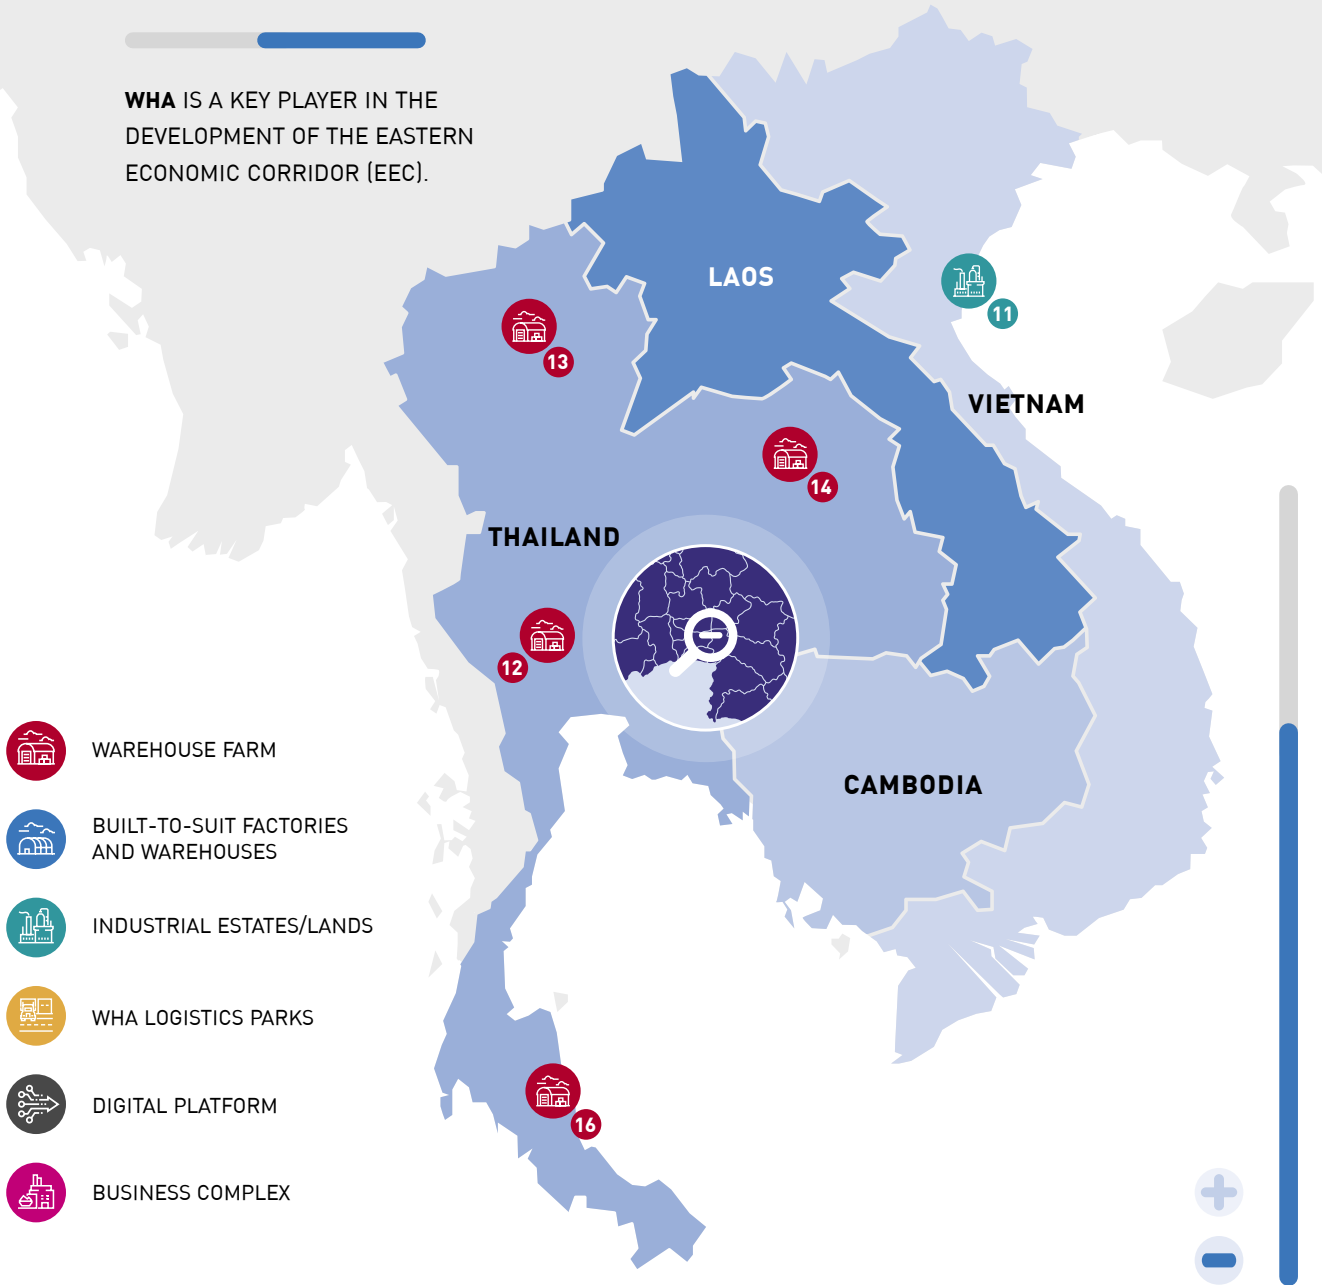 WHA IS A KEY PLAYER IN THE
DEVELOPMENT OF THE EASTERN
ECONOMIC CORRIDOR (EEC).
LAOS
11
13
VIETNAM
14
THAILAND
12
WAREHOUSE FARM
CAMBODIA
BUILT-TO-SUIT FACTORIES
AND WAREHOUSES
INDUSTRIAL ESTATES/LANDS
WHA LOGISTICS PARKS
DIGITAL PLATFORM
16
BUSINESS COMPLEX